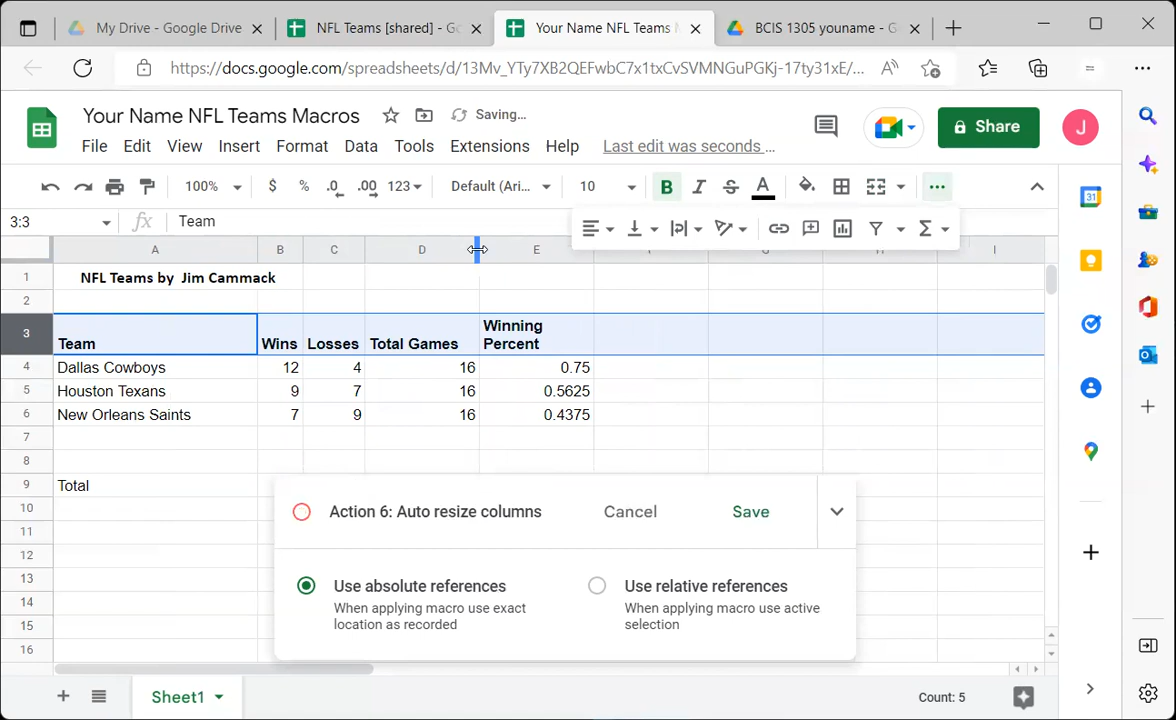 My Drive - Google Drive
NFL Teams [shared] - Go
Your Name NFL Teams M
BCIS 1305 youname - G
https://docs.google.com/spreadsheets/d/13Mv_YTy7XB2QEFwbC7x1txCvSVMNGuPGKj-17ty31xE/...
Your Name NFL Teams Macros
Saving...
Share
J
File Edit View Insert Format Data Tools Extensions Help Last edit was seconds ...
100% $ % .0 .00 123 Default (Ari... 10 B I S A
3:3 fx Team
A B C D E I
1 NFL Teams by Jim Cammack
2
Winning
3 Team Wins Losses Total Games Percent
4 Dallas Cowboys 12 4 16 0.75
5 Houston Texans 9 7 16 0.5625
6 New Orleans Saints 7 9 16 0.4375
7
8
9 Total
10
11
12
13
14
15
16
Action 6: Auto resize columns Cancel Save
Use absolute references
When applying macro use exact
location as recorded
Use relative references
When applying macro use active
selection
Sheet1
Count: 5
31